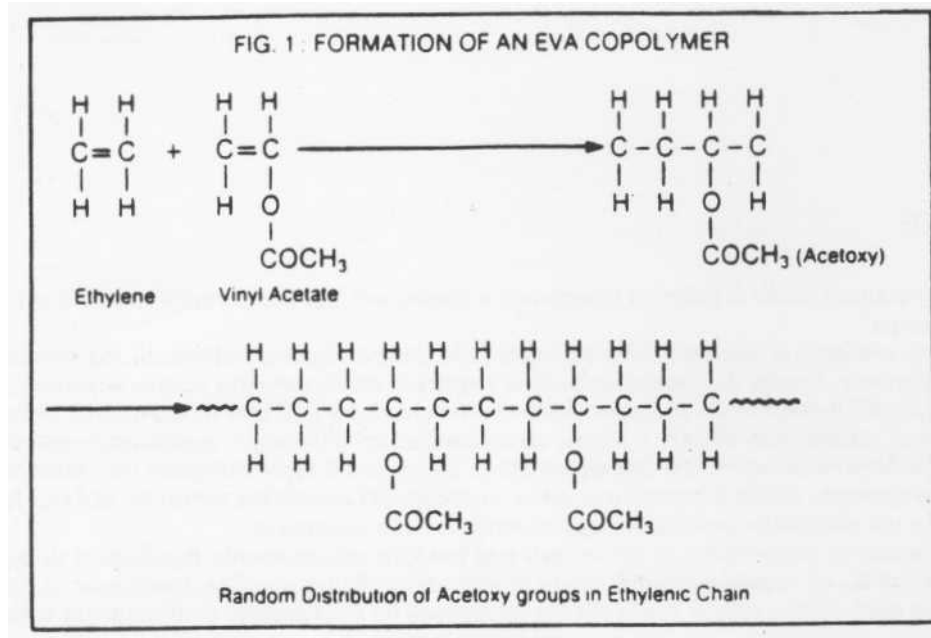 FIG. 1 : FORMATION OF AN EVA COPOLYMER
H H H H H H H H
C = C + C = C C - C - C - C
H H H O H H O H
COCH₃ COCH₃ (Acetoxy)
Ethylene Vinyl Acetate
H H H H H H H H H H H
C - C - C - C - C - C - C - C - C - C - C
H H H O H H H O H H H
COCH₃ COCH₃
Random Distribution of Acetoxy groups in Ethylenic Chain